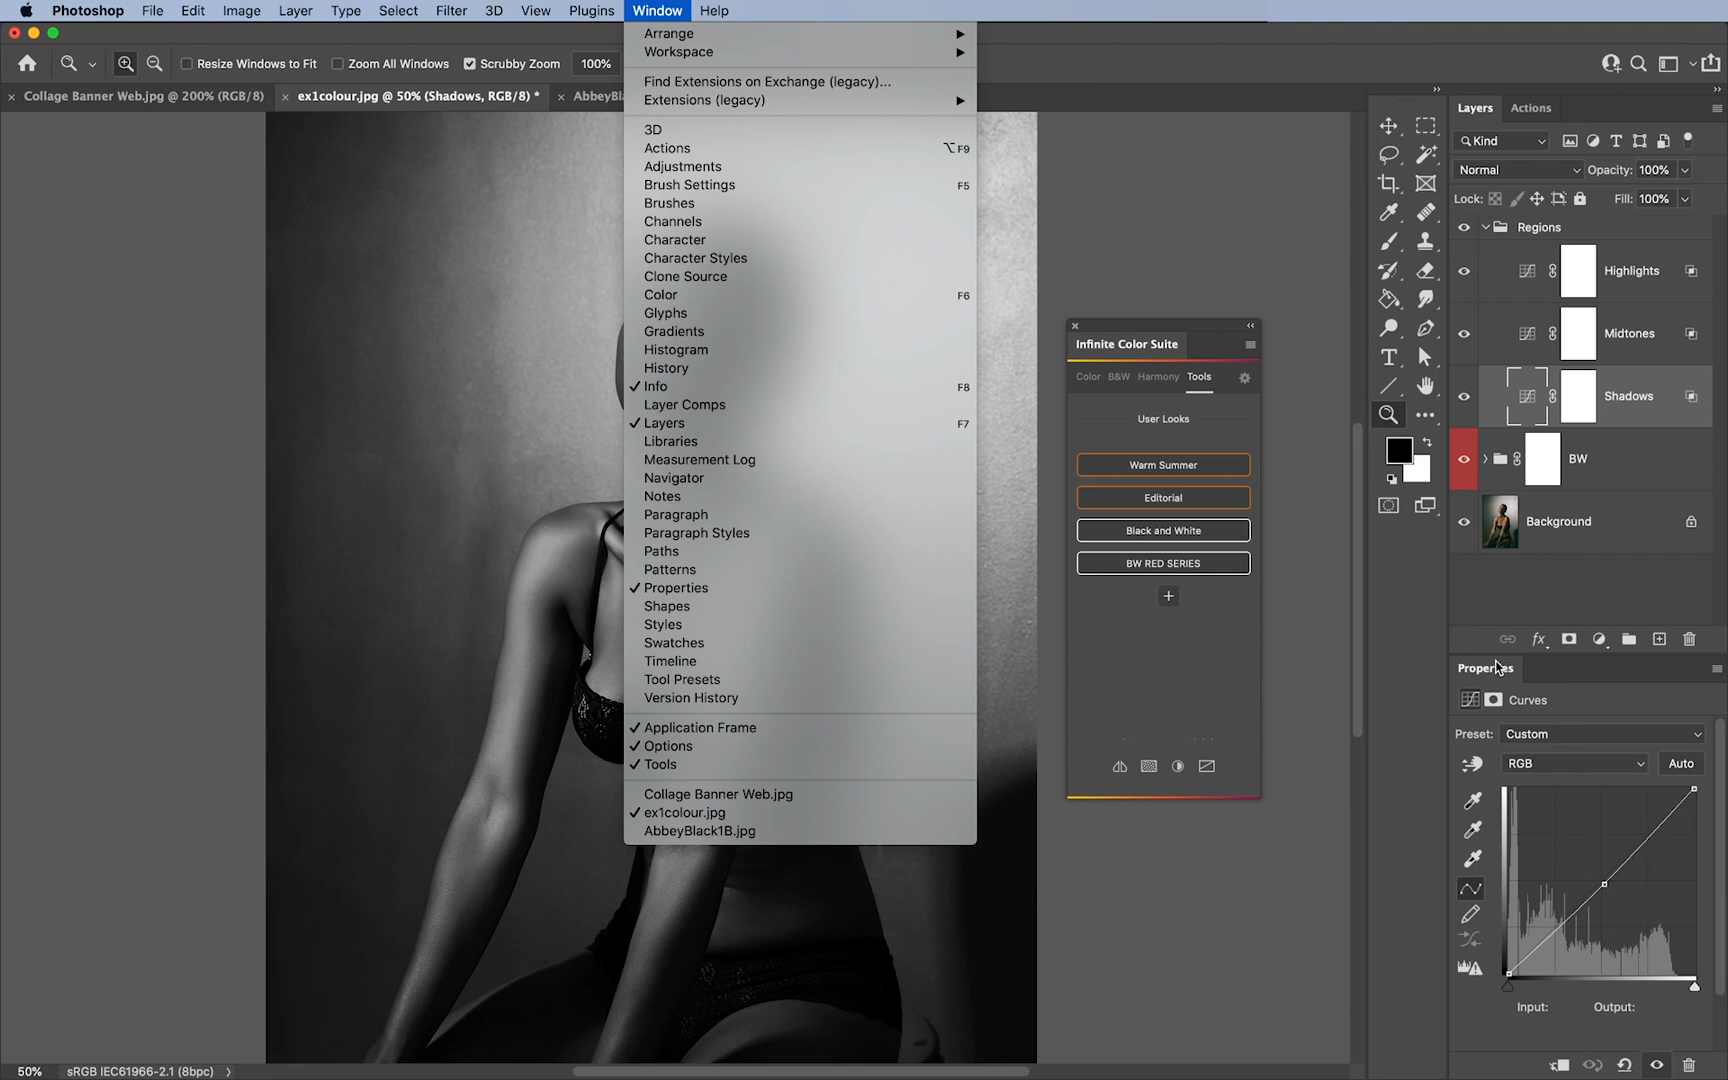 Photoshop File Edit Image Layer Type Select Filter 3D View Plugins Window Help
Resize Windows to Fit Zoom All Windows Scrubby Zoom 100%
× Collage Banner Web.jpg @ 200% (RGB/8) × ex1colour.jpg @ 50% (Shadows, RGB/8) * × AbbeyBl
Arrange
Workspace
Find Extensions on Exchange (legacy)...
Extensions (legacy)
3D
Actions ⌥F9
Adjustments
Brush Settings F5
Brushes
Channels
Character
Character Styles
Clone Source
Color F6
Glyphs
Gradients
Histogram
History
✓ Info F8
Layer Comps
✓ Layers F7
Libraries
Measurement Log
Navigator
Notes
Paragraph
Paragraph Styles
Paths
Patterns
✓ Properties
Shapes
Styles
Swatches
Timeline
Tool Presets
Version History
✓ Application Frame
✓ Options
✓ Tools
Collage Banner Web.jpg
✓ ex1colour.jpg
AbbeyBlack1B.jpg
Infinite Color Suite
Color B&W Harmony Tools
User Looks
Warm Summer
Editorial
Black and White
BW RED SERIES
+
Layers Actions
Kind
Normal Opacity: 100%
Lock: Fill: 100%
Regions
Highlights
Midtones
Shadows
BW
Background
Properties
Curves
Preset: Custom
RGB Auto
Input: Output:
50% sRGB IEC61966-2.1 (8bpc) >